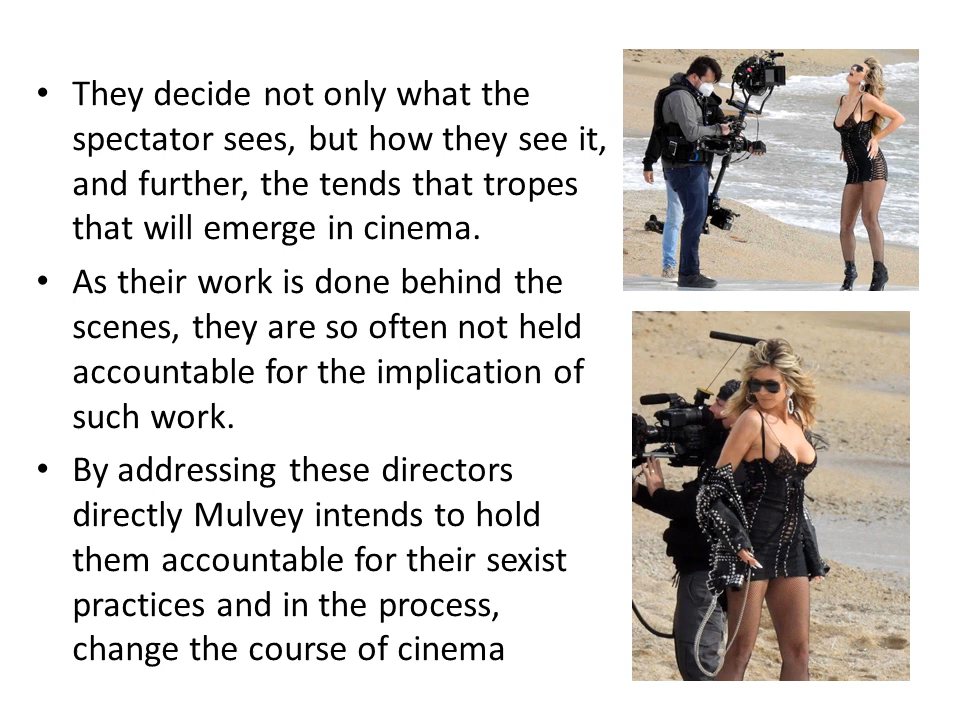 • They decide not only what the
spectator sees, but how they see it,
and further, the tends that tropes
that will emerge in cinema.
• As their work is done behind the
scenes, they are so often not held
accountable for the implication of
such work.
• By addressing these directors
directly Mulvey intends to hold
them accountable for their sexist
practices and in the process,
change the course of cinema